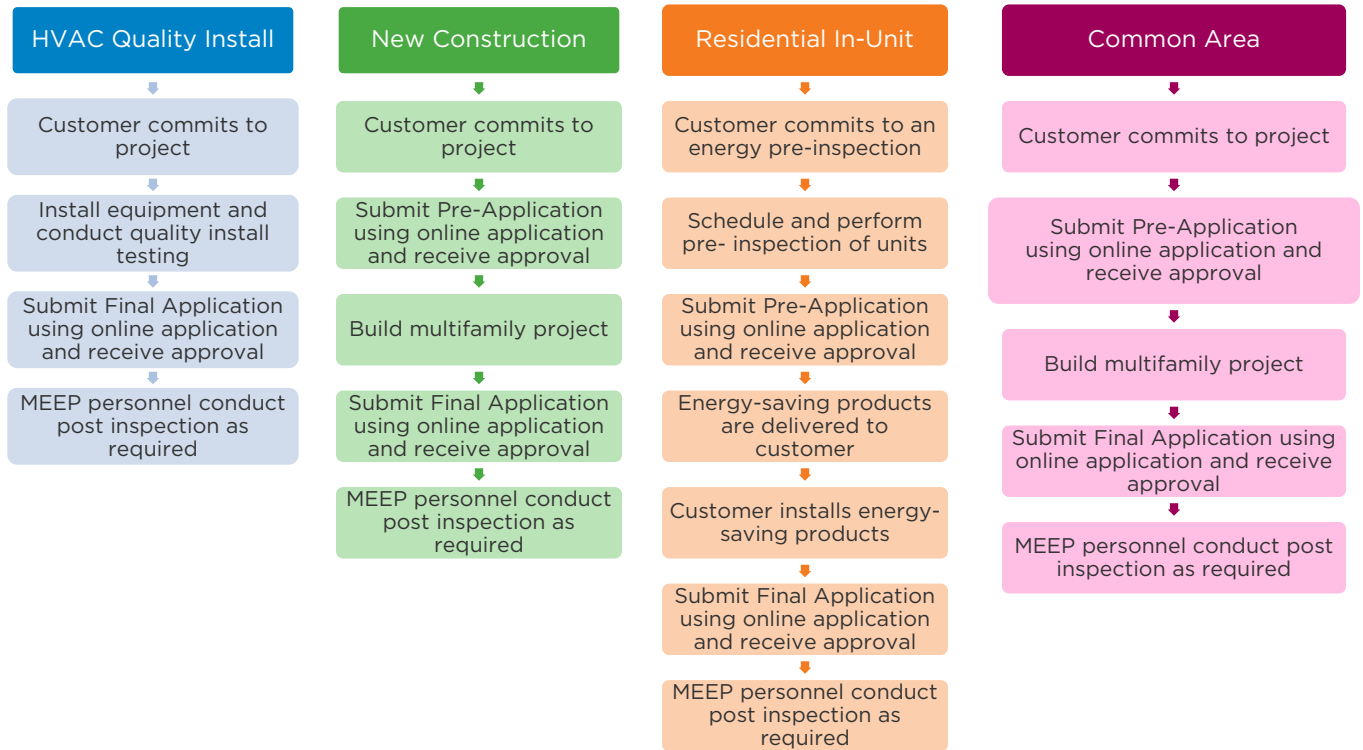 HVAC Quality Install
Customer commits to
project
Install equipment and
conduct quality install
testing
Submit Final Application
using online application
and receive approval
MEEP personnel conduct
post inspection as
required
New Construction
Customer commits to
project
Submit Pre-Application
using online application
and receive approval
Build multifamily project
Submit Final Application
using online application
and receive approval
MEEP personnel conduct
post inspection as
required
Residential In-Unit
Customer commits to an
energy pre-inspection
Schedule and perform
pre- inspection of units
Submit Pre-Application
using online application
and receive approval
Energy-saving products
are delivered to
customer
Customer installs energy-
saving products
Submit Final Application
using online application
and receive approval
MEEP personnel conduct
post inspection as
required
Common Area
Customer commits to project
Submit Pre-Application
using online application and
receive approval
Build multifamily project
Submit Final Application using
online application and receive
approval
MEEP personnel conduct post
inspection as required